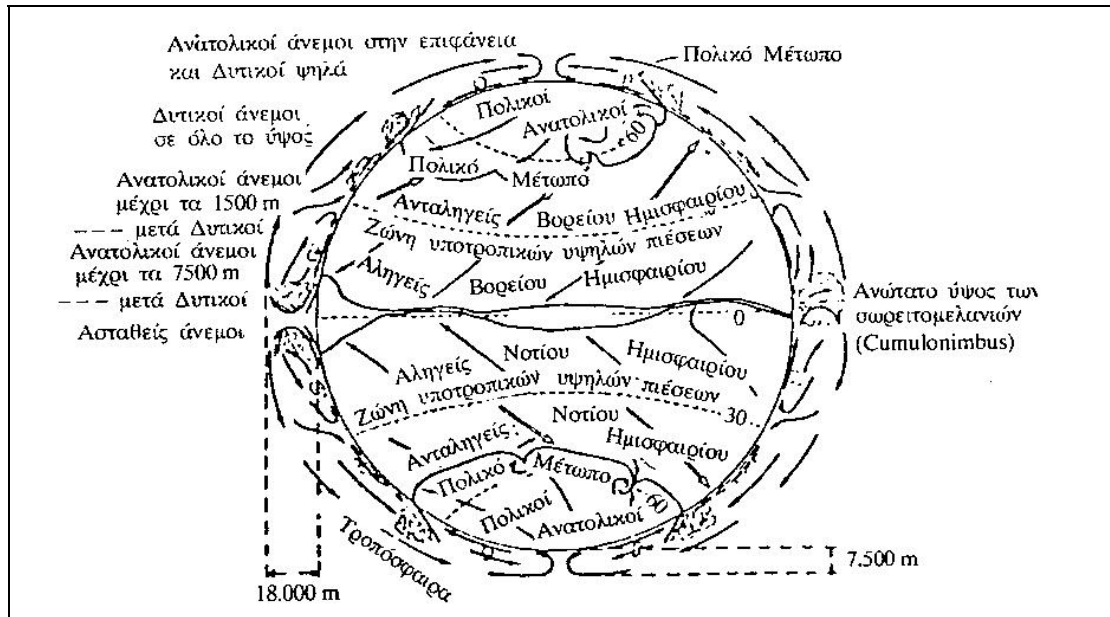 Ανατολικοί άνεμοι στην επιφάνεια
και Δυτικοί ψηλά
Πολικό Μέτωπο
Δυτικοί άνεμοι
σε όλο το ύψος
Ανατολικοί άνεμοι
μέχρι τα 1500 m
--- μετά Δυτικοί
Ανατολικοί άνεμοι
μέχρι τα 7500 m
--- μετά Δυτικοί
Ασταθείς άνεμοι
Πολικοί
Ανατολικοί
60
Πολικό Μέτωπο
Ανταληγείς Βορείου Ημισφαιρίου
Ζώνη υποτροπικών υψηλών πιέσεων
Αληγείς Βορείου Ημισφαιρίου
0
Ανώτατο ύψος των
σωρειτομελανιών
(Cumulonimbus)
Αληγείς Νοτίου Ημισφαιρίου
Ζώνη υποτροπικών υψηλών πιέσεων
30
Ανταληγείς Νοτίου Ημισφαιρίου
Πολικό Μέτωπο
60
Πολικοί Ανατολικοί
Τροπόσφαιρα
18.000 m
7.500 m